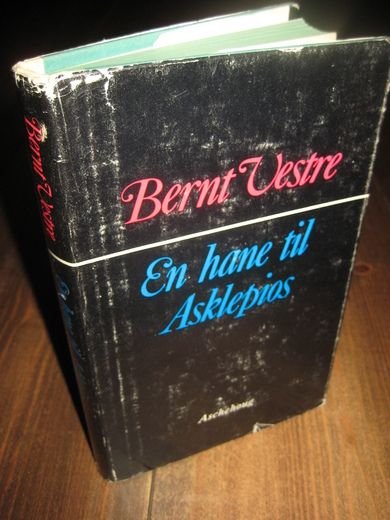 Bernt Vestre
En hane til
Asklepios
Aschehoug
Bernt Vestre